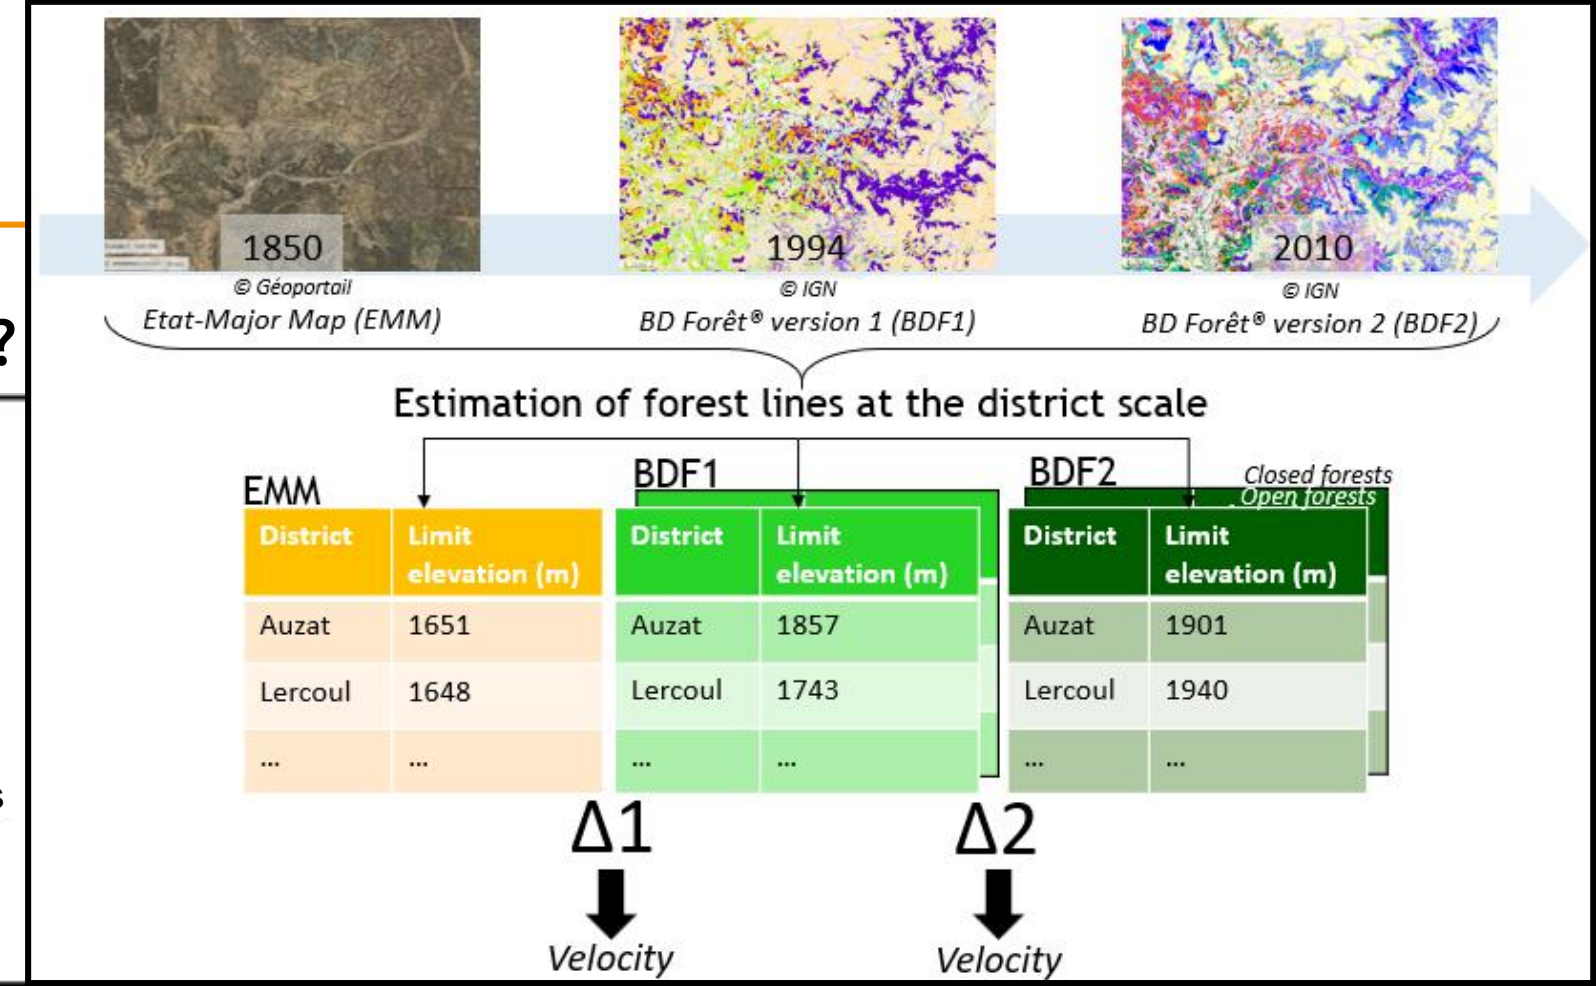 1850
1994
2010
© Géoportail
© IGN
© IGN
Etat-Major Map (EMM)
BD Forêt® version 1 (BDF1)
BD Forêt® version 2 (BDF2)
?
Estimation of forest lines at the district scale
EMM
BDF1
BDF2
Closed forests
Open forests
District
Limit
elevation (m)
Auzat
1651
Lercoul
1648
...
...
District
Limit
elevation (m)
Auzat
1857
Lercoul
1743
...
...
District
Limit
elevation (m)
Auzat
1901
Lercoul
1940
...
...
s
Δ1
Δ2
Velocity
Velocity